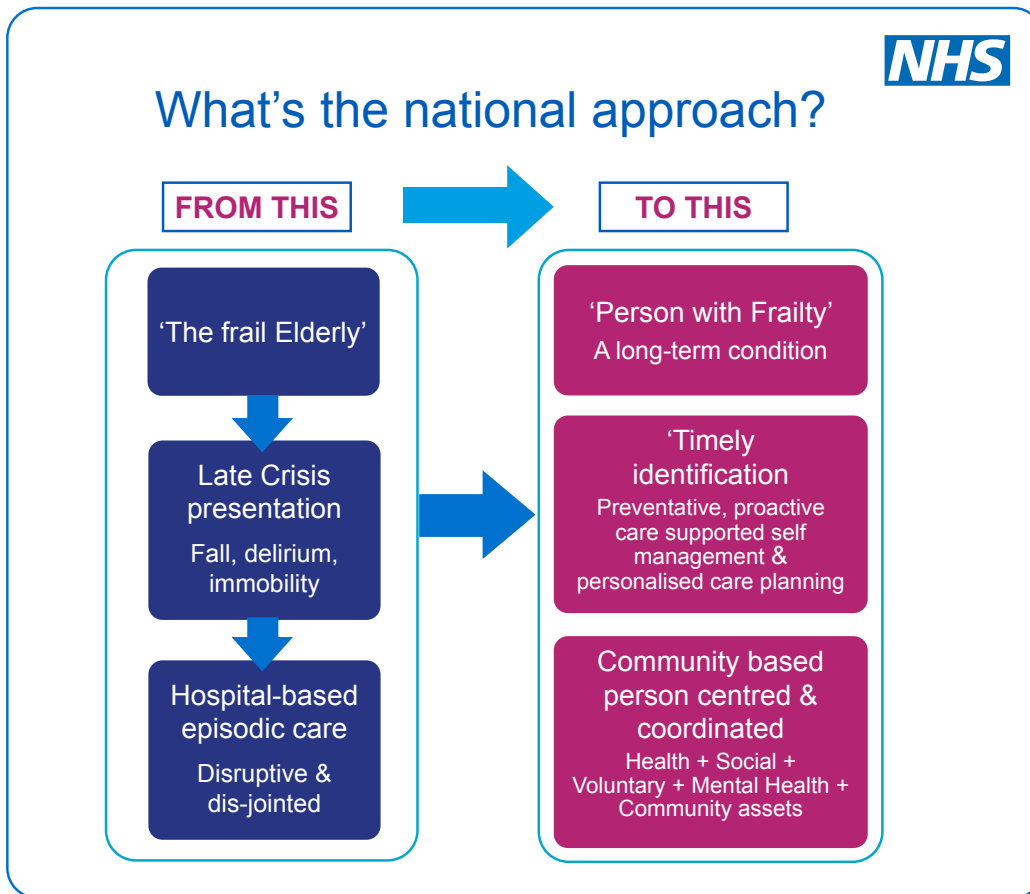 NHS
What's the national approach?
FROM THIS
TO THIS
‘The frail Elderly’
Late Crisis
presentation
Fall, delirium,
immobility
Hospital-based
episodic care
Disruptive &
dis-jointed
‘Person with Frailty’
A long-term condition
‘Timely
identification
Preventative, proactive
care supported self
management &
personalised care planning
Community based
person centred &
coordinated
Health + Social +
Voluntary + Mental Health +
Community assets